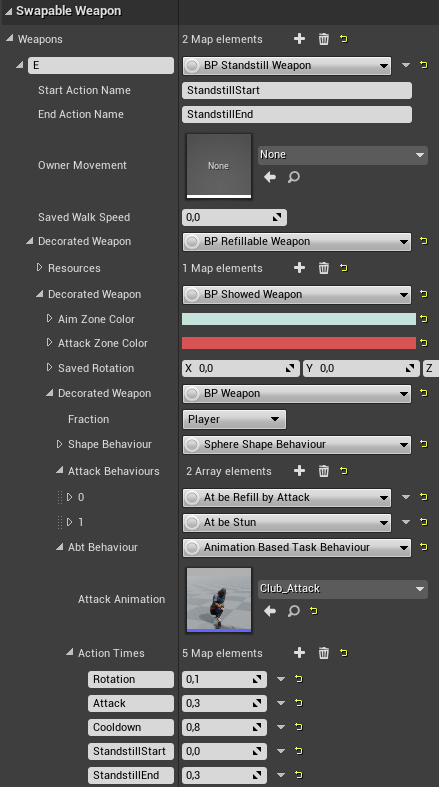 Swapable Weapon
Weapons 2 Map elements
E BP Standstill Weapon
Start Action Name StandstillStart
End Action Name StandstillEnd
Owner Movement None None
Saved Walk Speed 0,0
Decorated Weapon BP Refillable Weapon
Resources 1 Map elements
Decorated Weapon BP Showed Weapon
Aim Zone Color
Attack Zone Color
Saved Rotation X 0,0 Y 0,0 Z
Decorated Weapon BP Weapon
Fraction Player
Shape Behaviour Sphere Shape Behaviour
Attack Behaviours 2 Array elements
0 At be Refill by Attack
1 At be Stun
Abt Behaviour Animation Based Task Behaviour
Attack Animation Club_Attack
Action Times 5 Map elements
Rotation 0,1
Attack 0,3
Cooldown 0,8
StandstillStart 0,0
StandstillEnd 0,3